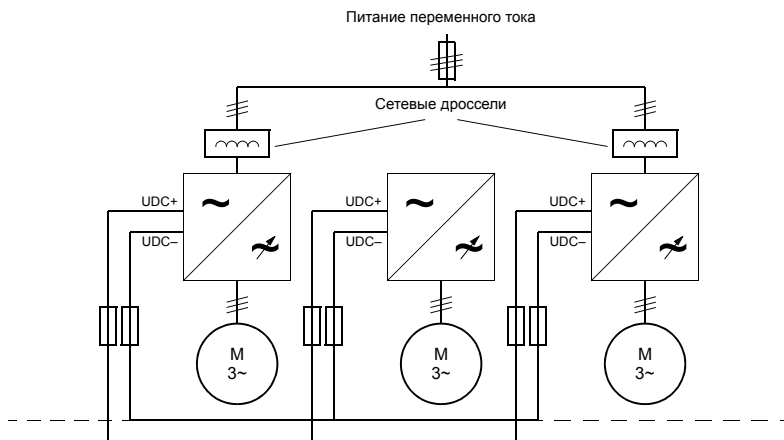 Питание переменного тока
Сетевые дроссели
UDC+
UDC–
UDC+
UDC–
UDC+
UDC–
M
3~
M
3~
M
3~